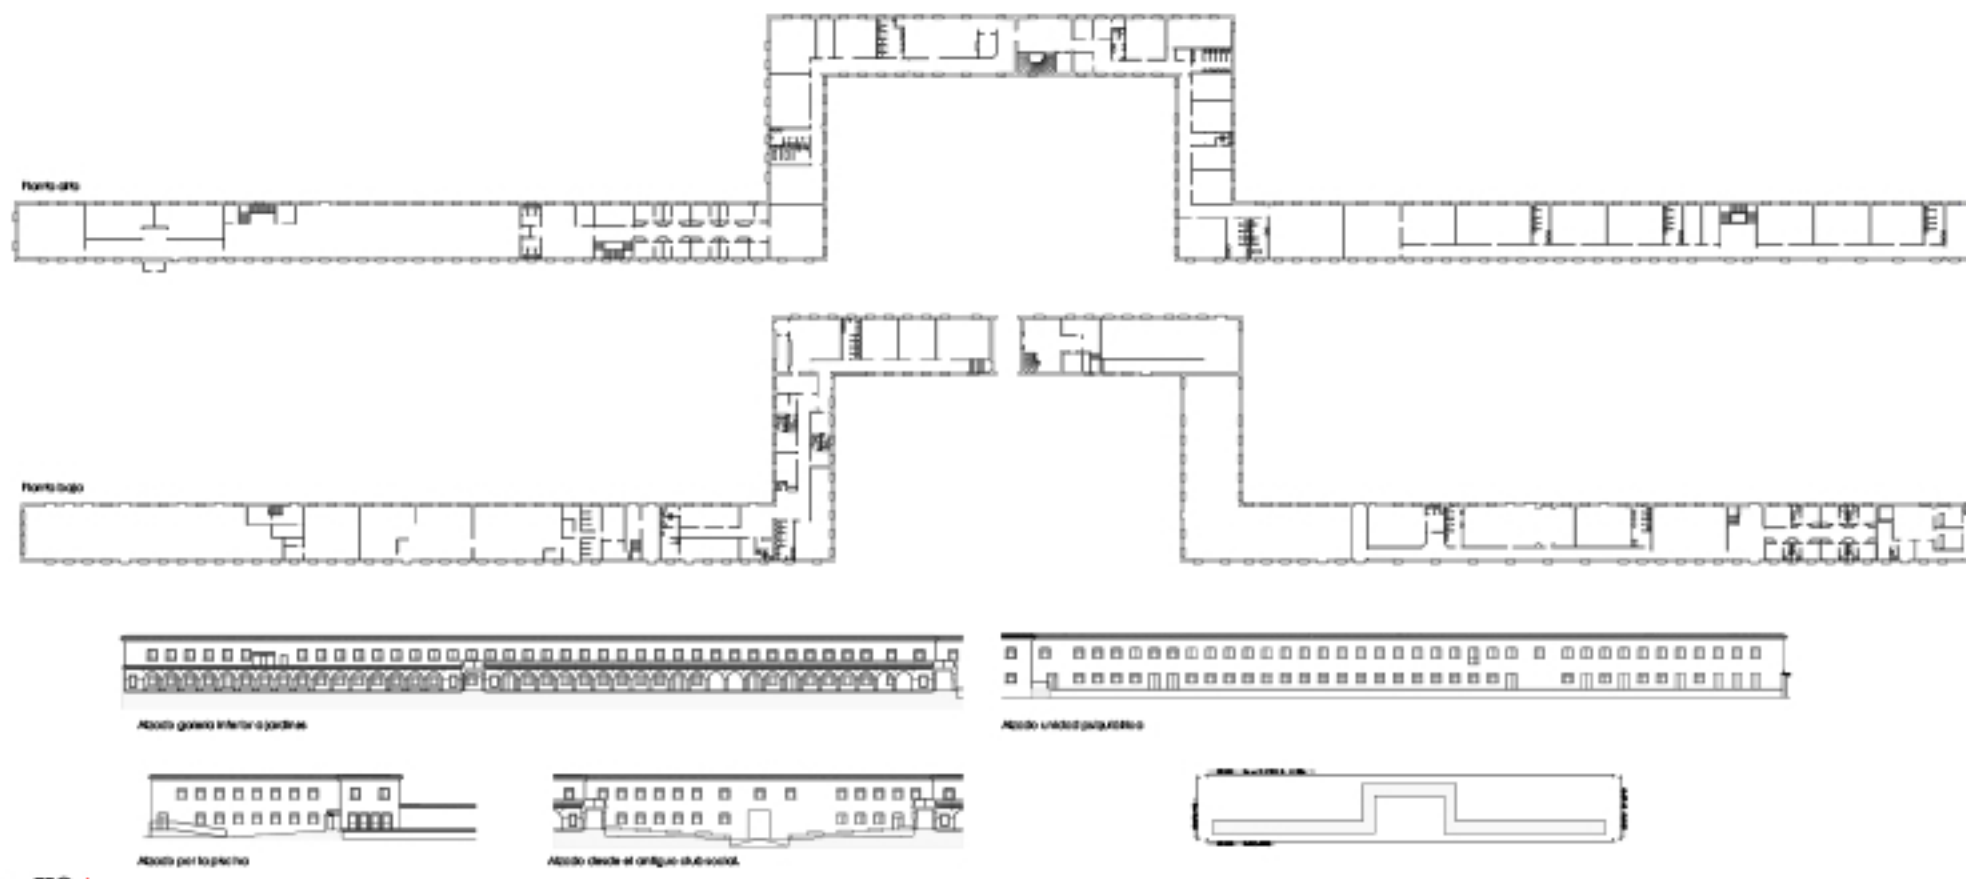 Planta alta
Planta baja
Alzado galería inferior a jardines
Alzado unidad psiquiátrica
Alzado por la piscina
Alzado desde el antiguo club social.